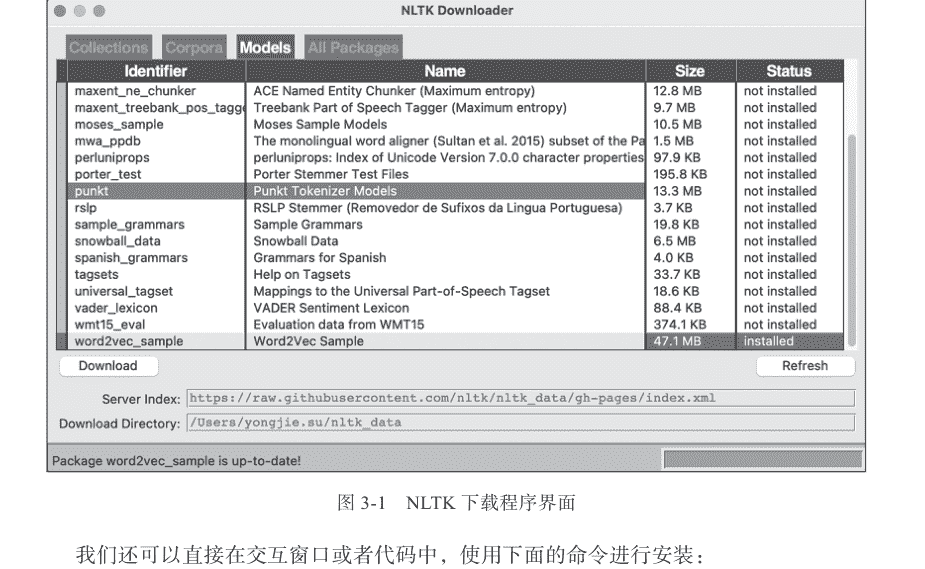 NLTK Downloader
Collections Corpora Models All Packages
Identifier Name Size Status
maxent_ne_chunker ACE Named Entity Chunker (Maximum entropy) 12.8 MB not installed
maxent_treebank_pos_tagge Treebank Part of Speech Tagger (Maximum entropy) 9.7 MB not installed
moses_sample Moses Sample Models 10.5 MB not installed
mwa_ppdb The monolingual word aligner (Sultan et al. 2015) subset of the Pa 1.5 MB not installed
perluniprops perluniprops: Index of Unicode Version 7.0.0 character properties 97.9 KB not installed
porter_test Porter Stemmer Test Files 195.8 KB not installed
punkt Punkt Tokenizer Models 13.3 MB not installed
rslp RSLP Stemmer (Removedor de Sufixos da Lingua Portuguesa) 3.7 KB not installed
sample_grammars Sample Grammars 19.8 KB not installed
snowball_data Snowball Data 6.5 MB not installed
spanish_grammars Grammars for Spanish 4.0 KB not installed
tagsets Help on Tagsets 33.7 KB not installed
universal_tagset Mappings to the Universal Part-of-Speech Tagset 18.6 KB not installed
vader_lexicon VADER Sentiment Lexicon 88.4 KB not installed
wmt15_eval Evaluation data from WMT15 374.1 KB not installed
word2vec_sample Word2Vec Sample 47.1 MB installed
Download Refresh
Server Index: https://raw.githubusercontent.com/nltk/nltk_data/gh-pages/index.xml
Download Directory: /Users/yongjie.su/nltk_data
Package word2vec_sample is up-to-date!
图 3-1 NLTK 下载程序界面
我们还可以直接在交互窗口或者代码中，使用下面的命令进行安装：